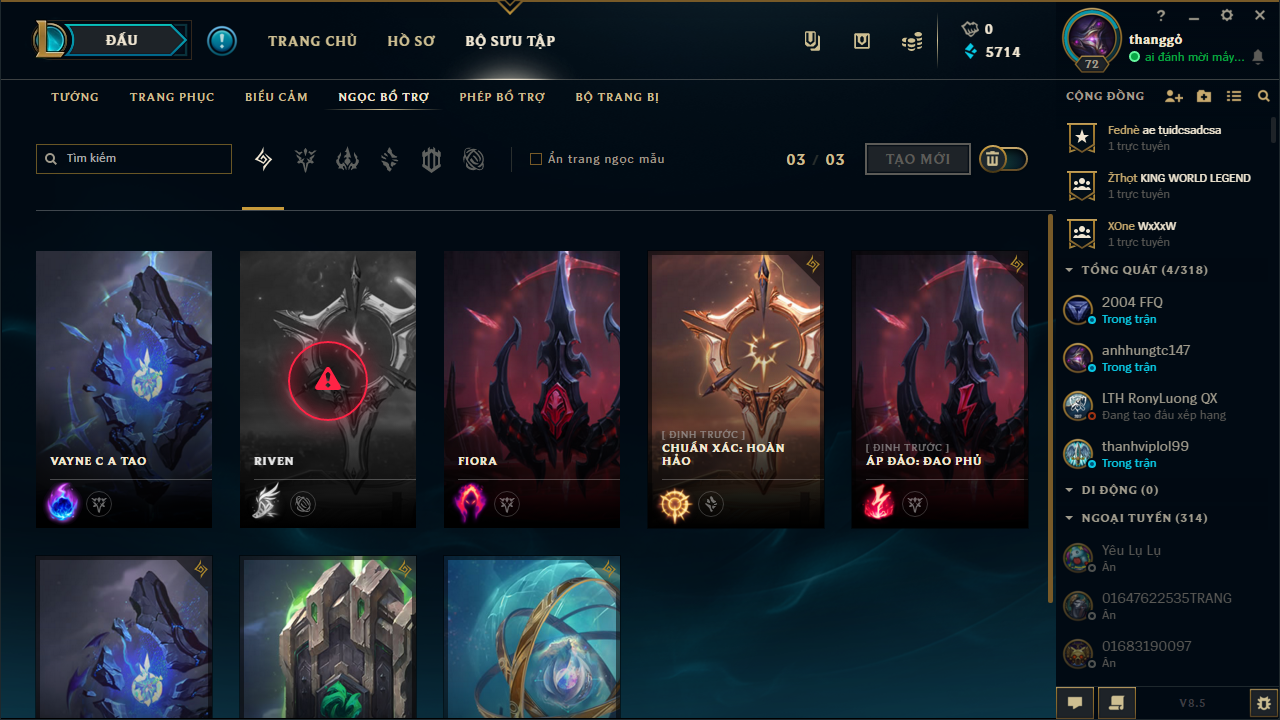 ĐẤU
TRANG CHỦ
HỒ SƠ
BỘ SƯU TẬP
0
5714
72
thanggỏ
ai đánh mời mấy...
TƯỚNG
TRANG PHỤC
BIỂU CẢM
NGỌC BỔ TRỢ
PHÉP BỔ TRỢ
BỘ TRANG BỊ
Tìm kiếm
Ẩn trang ngọc mẫu
03 / 03
TẠO MỚI
VAYNE C A TAO
RIVEN
FIORA
[ ĐỊNH TRƯỚC ]
CHUẨN XÁC: HOÀN
HẢO
[ ĐỊNH TRƯỚC ]
ÁP ĐẢO: ĐAO PHỦ
CỘNG ĐỒNG
Fednè ae tụidcsadcsa
1 trực tuyến
ŽThọt KING WORLD LEGEND
1 trực tuyến
XOne WxXxW
1 trực tuyến
TỔNG QUÁT (4/318)
2004 FFQ
Trong trận
anhhungtc147
Trong trận
LTH RonyLuong QX
Đang tạo đấu xếp hạng
thanhviplol99
Trong trận
DI ĐỘNG (0)
NGOẠI TUYẾN (314)
Yêu Lụ Lụ
Ẩn
01647622535TRANG
Ẩn
01683190097
Ẩn
V8.5